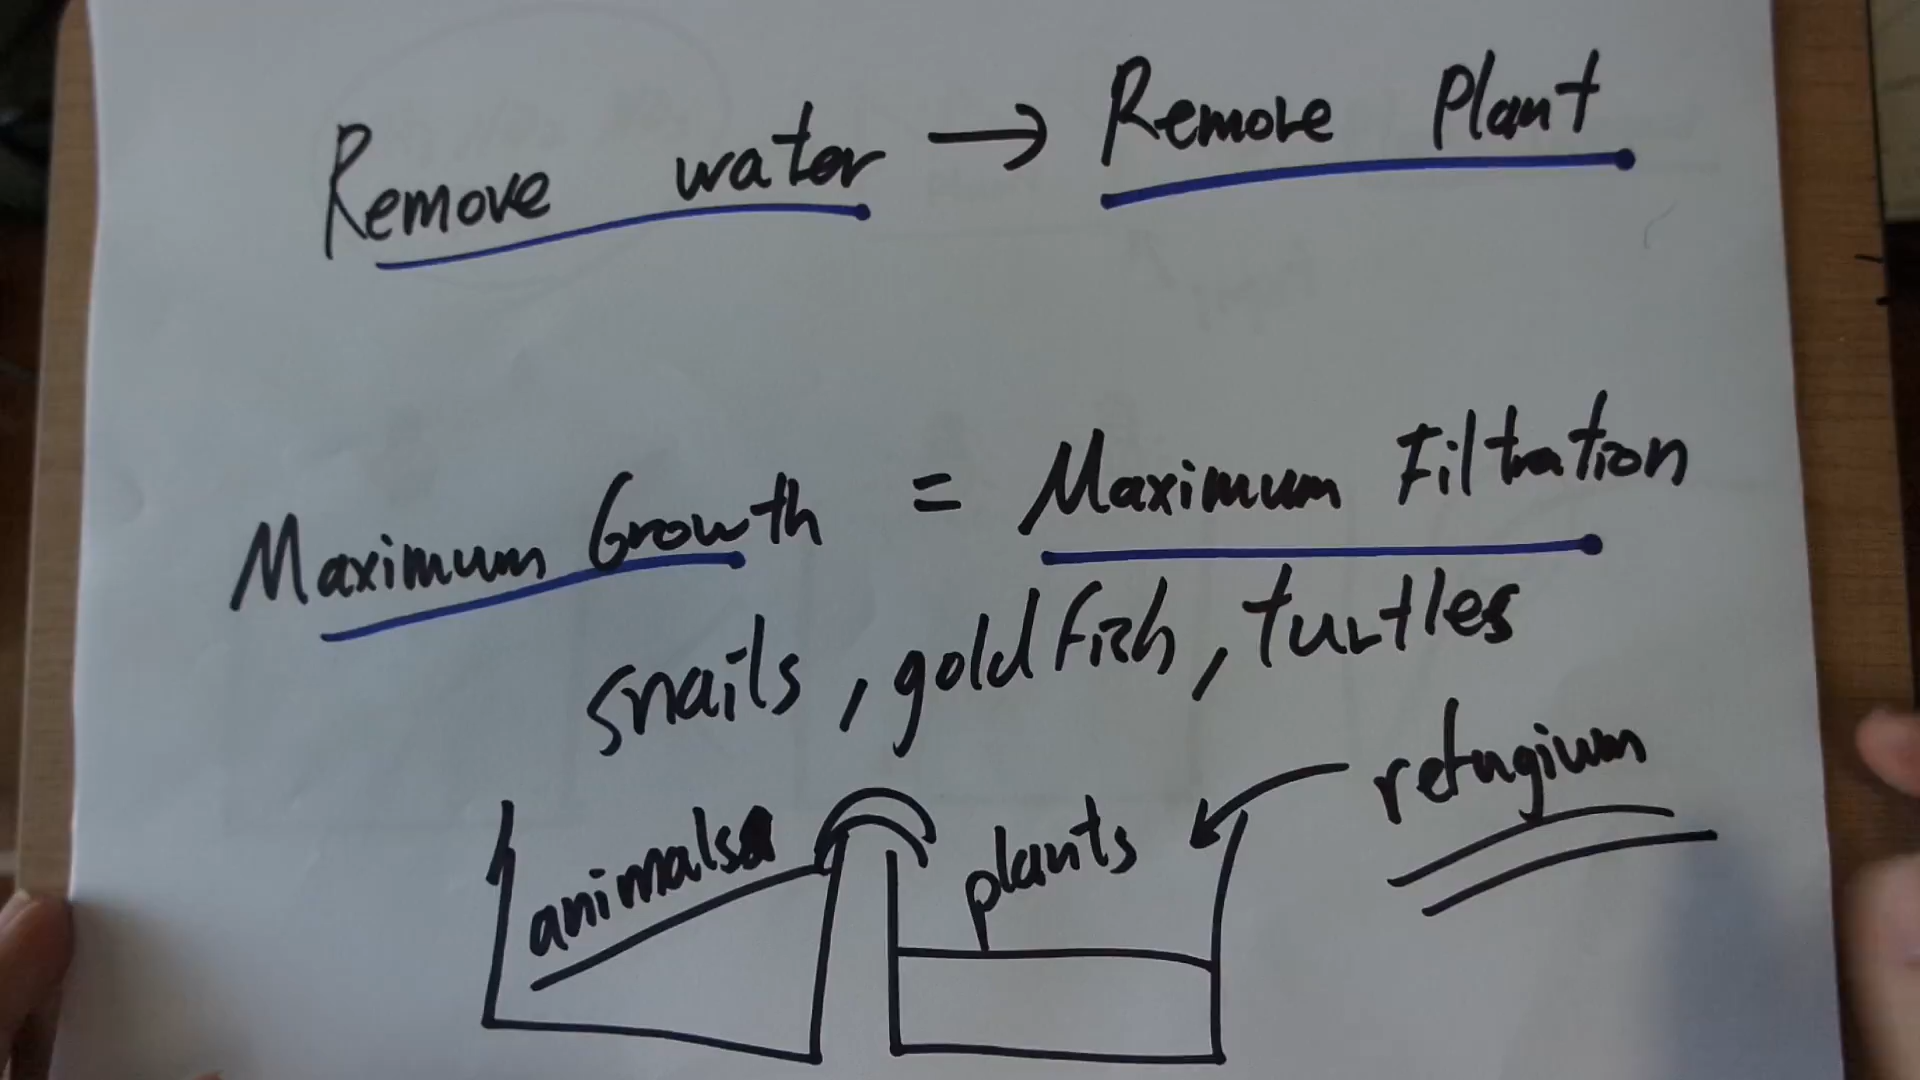 Remove water → Remove Plant
Maximum Growth = Maximum Filtration
snails, goldfish, turtles
refugium
animals
plants